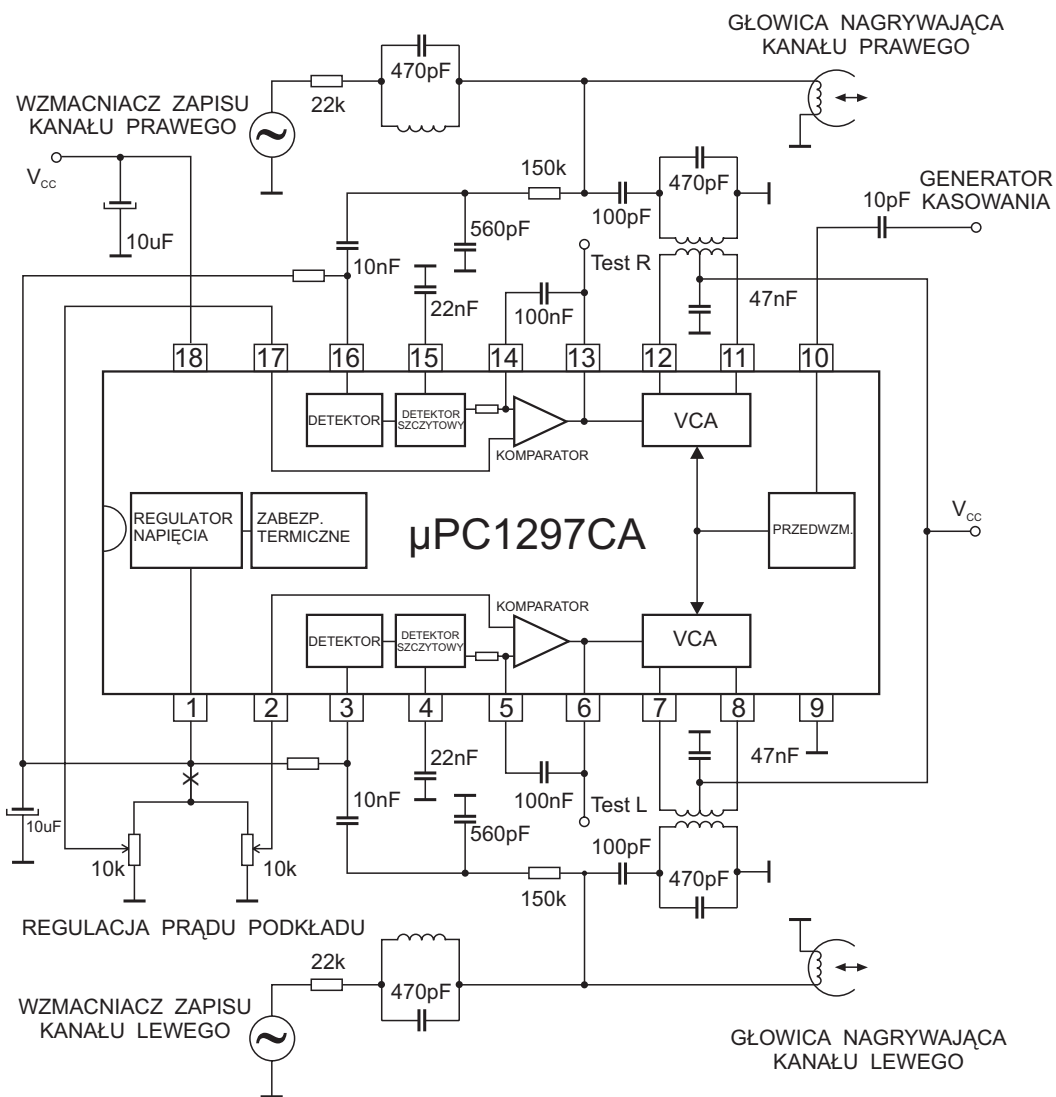 GŁOWICA NAGRYWAJĄCA
KANAŁU PRAWEGO
470pF
22k
WZMACNIACZ ZAPISU
KANAŁU PRAWEGO
V_CC
10uF
150k
470pF
100pF
10pF
GENERATOR
KASOWANIA
560pF
10nF
Test R
22nF
100nF
47nF
18
17
16
15
14
13
12
11
10
DETEKTOR
DETEKTOR
SZCZYTOWY
KOMPARATOR
VCA
REGULATOR
NAPIĘCIA
ZABEZP.
TERMICZNE
µPC1297CA
PRZEDWZM.
V_CC
KOMPARATOR
DETEKTOR
DETEKTOR
SZCZYTOWY
VCA
1
2
3
4
5
6
7
8
9
22nF
47nF
10nF
100nF
Test L
10uF
560pF
100pF
10k
10k
150k
470pF
REGULACJA PRĄDU PODKŁADU
22k
470pF
WZMACNIACZ ZAPISU
KANAŁU LEWEGO
GŁOWICA NAGRYWAJĄCA
KANAŁU LEWEGO